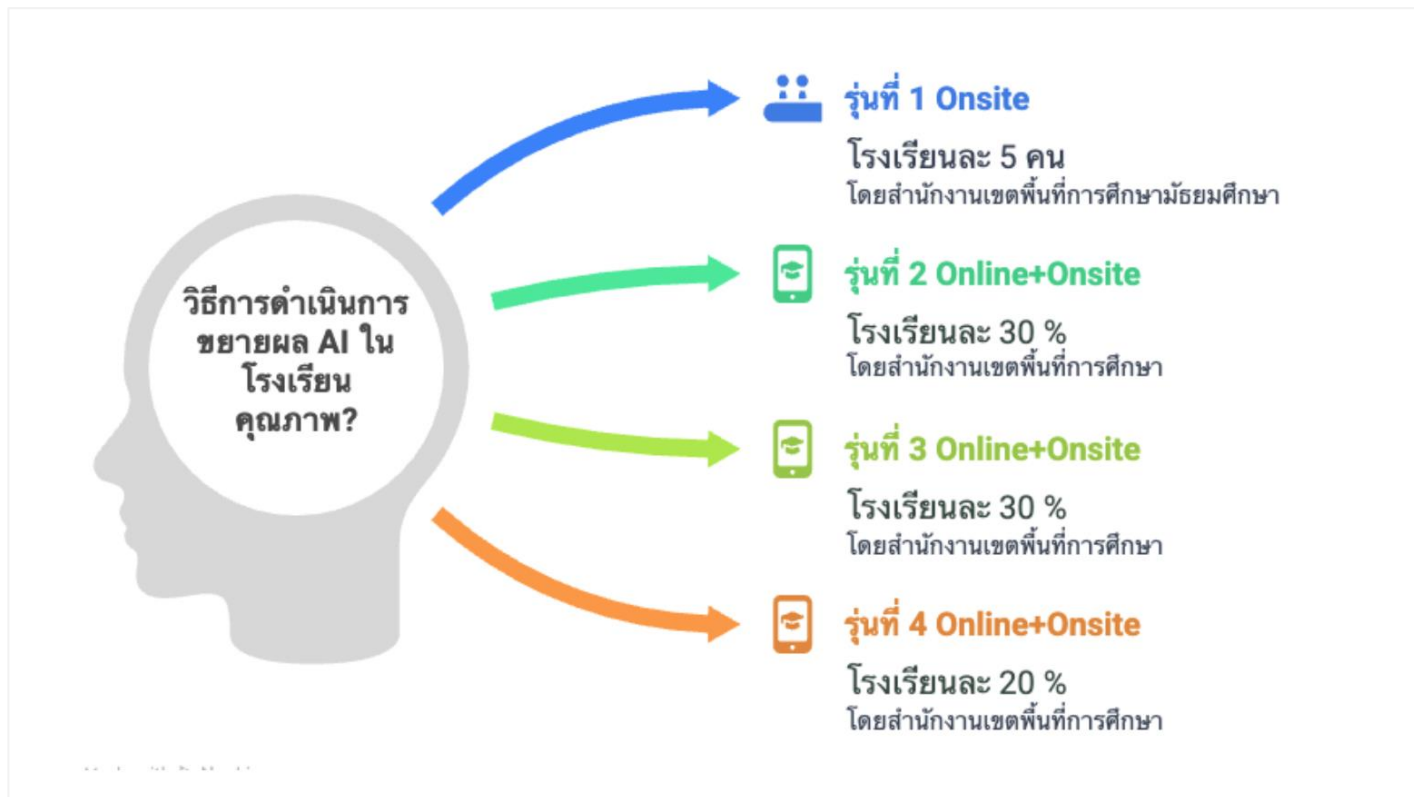 วิธีการดำเนินการ
ขยายผล AI ใน
โรงเรียน
คุณภาพ?
รุ่นที่ 1 Onsite
โรงเรียนละ 5 คน
โดยสำนักงานเขตพื้นที่การศึกษามัธยมศึกษา
รุ่นที่ 2 Online+Onsite
โรงเรียนละ 30 %
โดยสำนักงานเขตพื้นที่การศึกษา
รุ่นที่ 3 Online+Onsite
โรงเรียนละ 30 %
โดยสำนักงานเขตพื้นที่การศึกษา
รุ่นที่ 4 Online+Onsite
โรงเรียนละ 20 %
โดยสำนักงานเขตพื้นที่การศึกษา